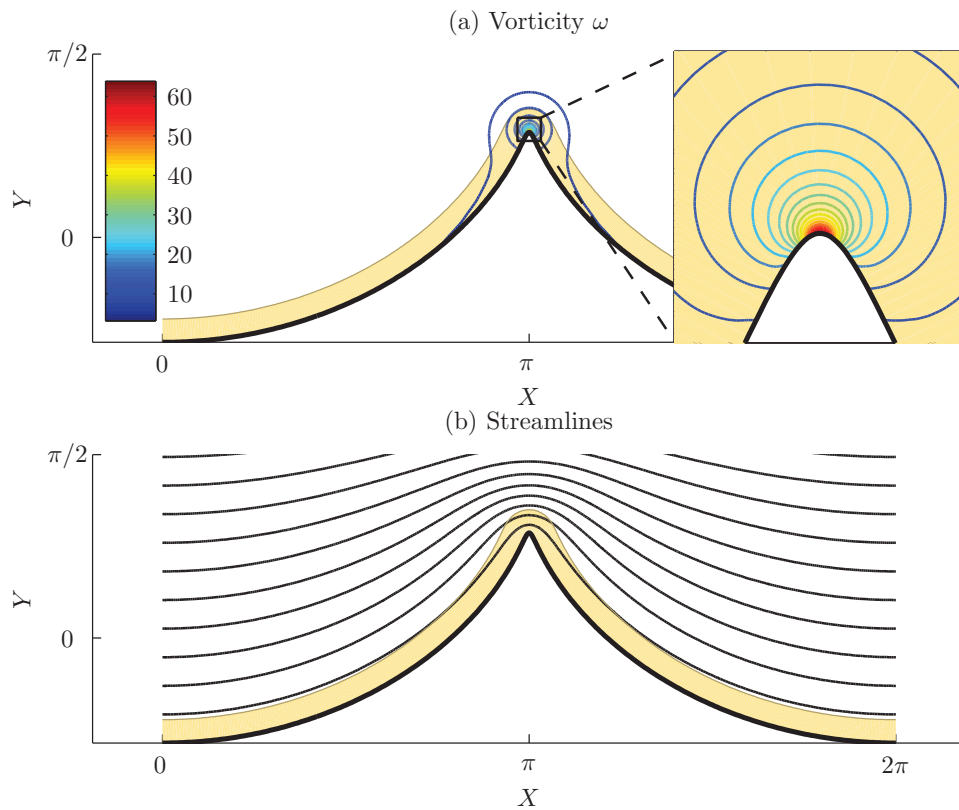 (a) Vorticity ω
π/2
Y
0
60
50
40
30
20
10
0
π
X
(b) Streamlines
π/2
Y
0
0
π
2π
X